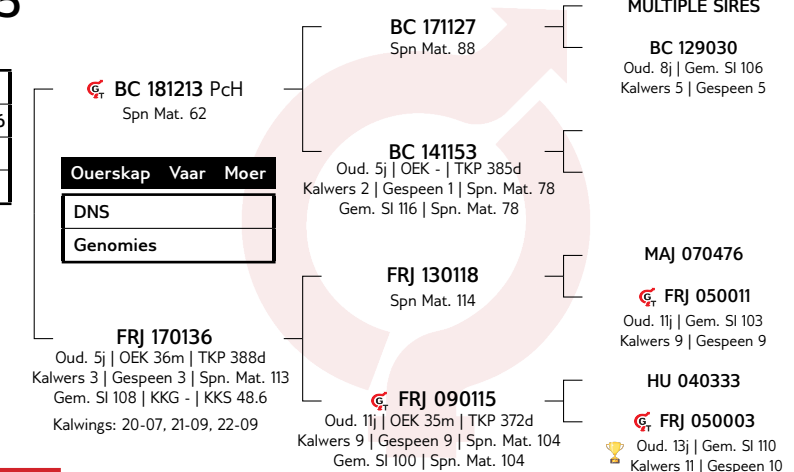 5
6
BC 181213 PcH
Spn Mat. 62
Ouerskap Vaar Moer
DNS
Genomies
FRJ 170136
Oud. 5j | OEK 36m | TKP 388d
Kalwers 3 | Gespeen 3 | Spn. Mat. 113
Gem. SI 108 | KKG - | KKS 48.6
Kalwings: 20-07, 21-09, 22-09
BC 171127
Spn Mat. 88
BC 141153
Oud. 5j | OEK - | TKP 385d
Kalwers 2 | Gespeen 1 | Spn. Mat. 78
Gem. SI 116 | Spn. Mat. 78
FRJ 130118
Spn Mat. 114
FRJ 090115
Oud. 11j | OEK 35m | TKP 372d
Kalwers 9 | Gespeen 9 | Spn. Mat. 104
Gem. SI 100 | Spn. Mat. 104
MULTIPLE SIRES
BC 129030
Oud. 8j | Gem. SI 106
Kalwers 5 | Gespeen 5
MAJ 070476
FRJ 050011
Oud. 11j | Gem. SI 103
Kalwers 9 | Gespeen 9
HU 040333
FRJ 050003
Oud. 13j | Gem. SI 110
Kalwers 11 | Gespeen 10